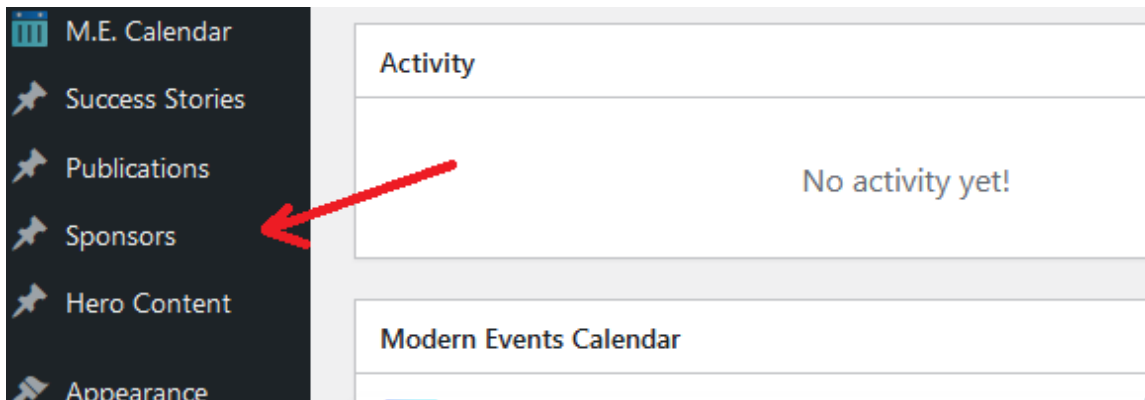 M.E. Calendar
Success Stories
Publications
Sponsors
Hero Content
Appearance
Activity
No activity yet!
Modern Events Calendar